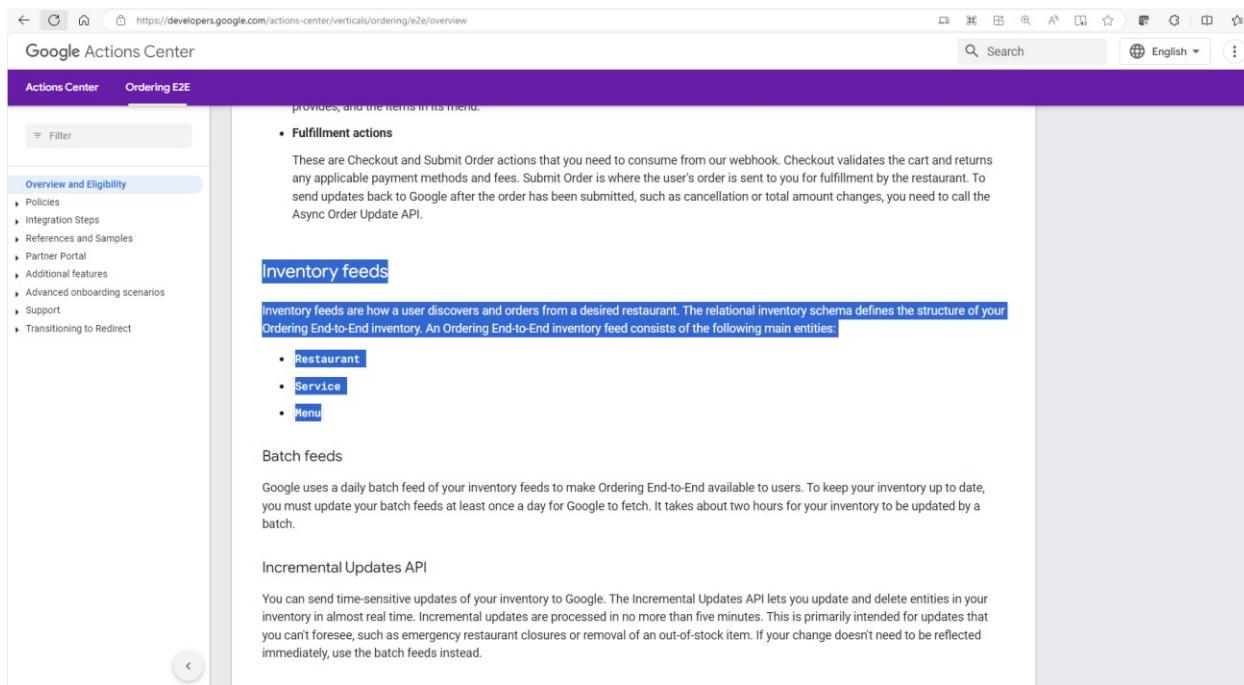 https://developers.google.com/actions-center/verticals/ordering/e2e/overview
Google Actions Center
Search
English
Actions Center
Ordering E2E
Filter
Overview and Eligibility
Policies
Integration Steps
References and Samples
Partner Portal
Additional features
Advanced onboarding scenarios
Support
Transitioning to Redirect
provides, and the items in its menu.
• Fulfillment actions
These are Checkout and Submit Order actions that you need to consume from our webhook. Checkout validates the cart and returns
any applicable payment methods and fees. Submit Order is where the user's order is sent to you for fulfillment by the restaurant. To
send updates back to Google after the order has been submitted, such as cancellation or total amount changes, you need to call the
Async Order Update API.
Inventory feeds
Inventory feeds are how a user discovers and orders from a desired restaurant. The relational inventory schema defines the structure of your
Ordering End-to-End inventory. An Ordering End-to-End inventory feed consists of the following main entities:
• Restaurant
• Service
• Menu
Batch feeds
Google uses a daily batch feed of your inventory feeds to make Ordering End-to-End available to users. To keep your inventory up to date,
you must update your batch feeds at least once a day for Google to fetch. It takes about two hours for your inventory to be updated by a
batch.
Incremental Updates API
You can send time-sensitive updates of your inventory to Google. The Incremental Updates API lets you update and delete entities in your
inventory in almost real time. Incremental updates are processed in no more than five minutes. This is primarily intended for updates that
you can't foresee, such as emergency restaurant closures or removal of an out-of-stock item. If your change doesn't need to be reflected
immediately, use the batch feeds instead.